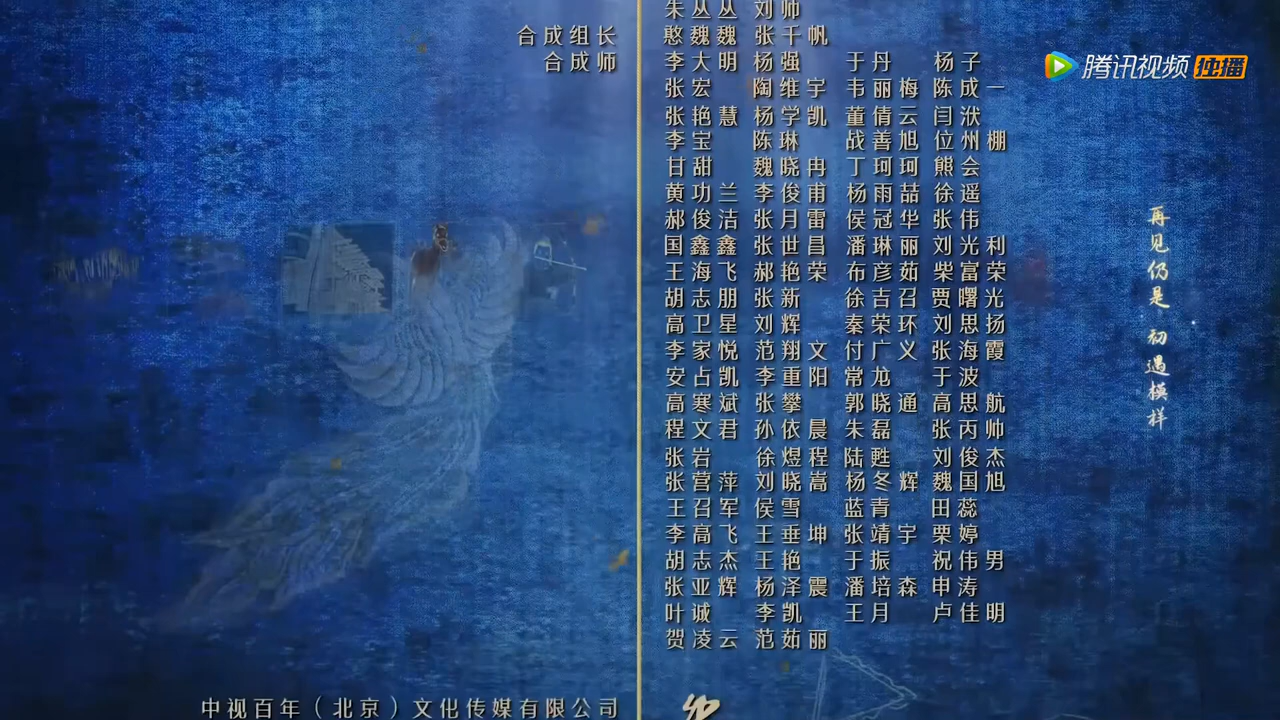 朱丛丛 刘帅
合成组长 憨魏魏 张千帆
合成师 李大明 杨强 于丹 杨子
张宏 陶维宇 韦丽梅 陈成一
张艳慧 杨学凯 董倩云 闫洑
李宝 陈琳 战善旭 位州棚
甘甜 魏晓冉 丁珂珂 熊会
黄功兰 李俊甫 杨雨喆 徐遥
郝俊洁 张月雷 侯冠华 张伟
国鑫鑫 张世昌 潘琳丽 刘光利
王海飞 郝艳荣 布彦茹 柴富荣
胡志朋 张新 徐吉召 贾曙光
高卫星 刘辉 秦荣环 刘思扬
李家悦 范翔文 付广义 张海霞
安占凯 李重阳 常龙 于波
高寒斌 张攀 郭晓通 高思航
程文君 孙依晨 朱磊 张丙帅
张岩 徐煜程 陆甦 刘俊杰
张营萍 刘晓嵩 杨冬辉 魏国旭
王召军 侯雪 蓝青 田蕊
李高飞 王垂坤 张靖宇 栗婷
胡志杰 王艳 于振 祝伟男
张亚辉 杨泽震 潘培森 申涛
叶诚 李凯 王月 卢佳明
贺凌云 范茹丽
中视百年（北京）文化传媒有限公司
腾讯视频 独播
再见仍是 初遇模样